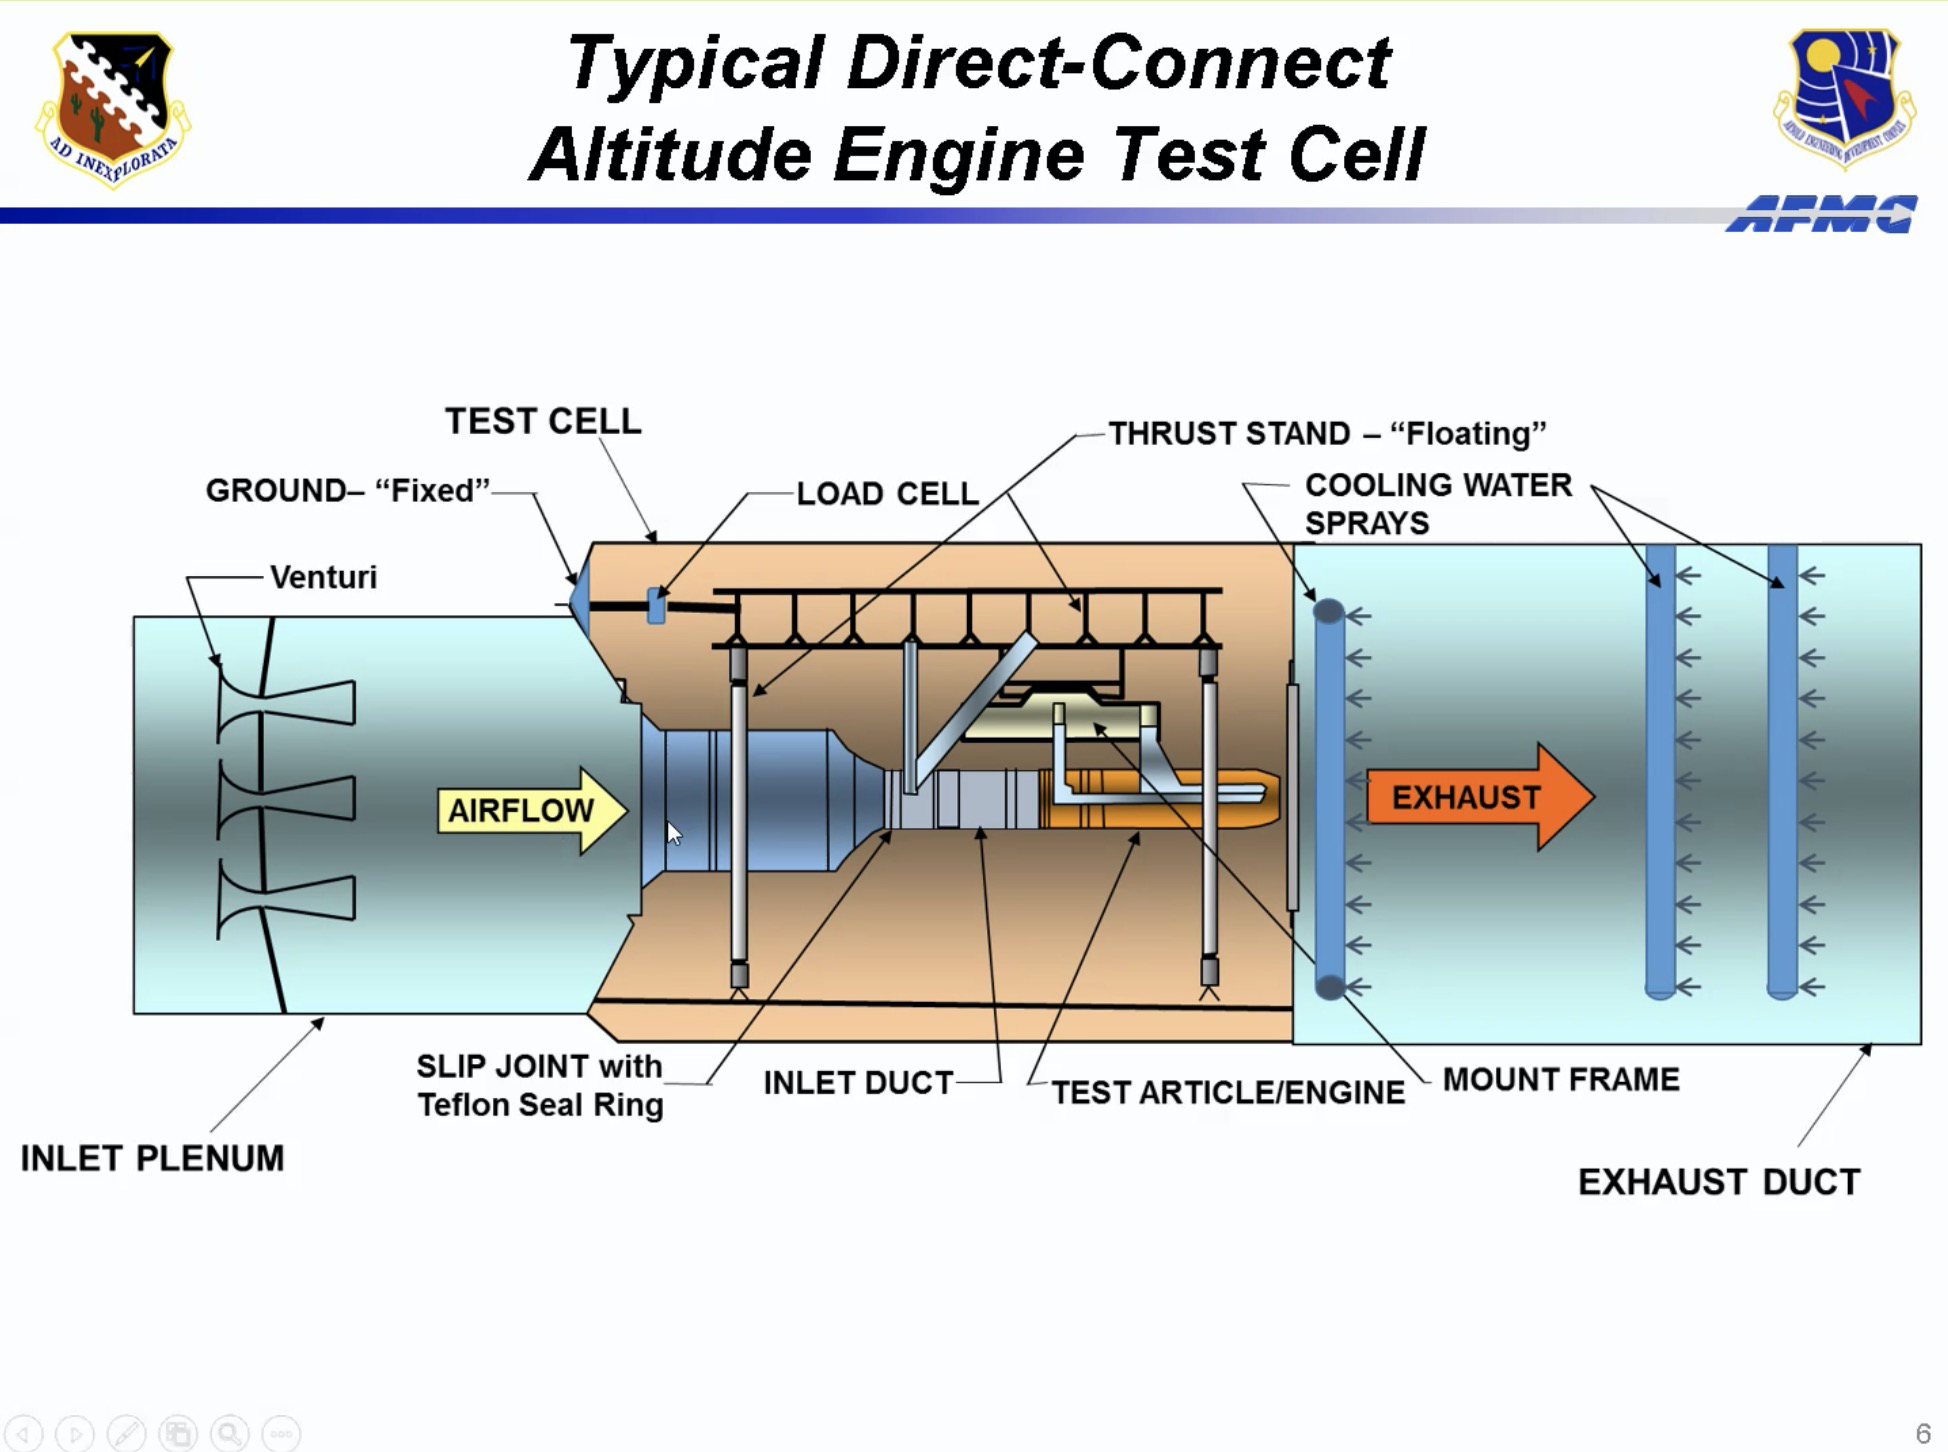 Typical Direct-Connect
Altitude Engine Test Cell
AD INEXPLORATA
ARNOLD ENGINEERING DEVELOPMENT COMPLEX
AFMC
TEST CELL
THRUST STAND – “Floating”
GROUND– “Fixed”
LOAD CELL
COOLING WATER
SPRAYS
Venturi
AIRFLOW
EXHAUST
SLIP JOINT with
Teflon Seal Ring
INLET DUCT
TEST ARTICLE/ENGINE
MOUNT FRAME
INLET PLENUM
EXHAUST DUCT
6